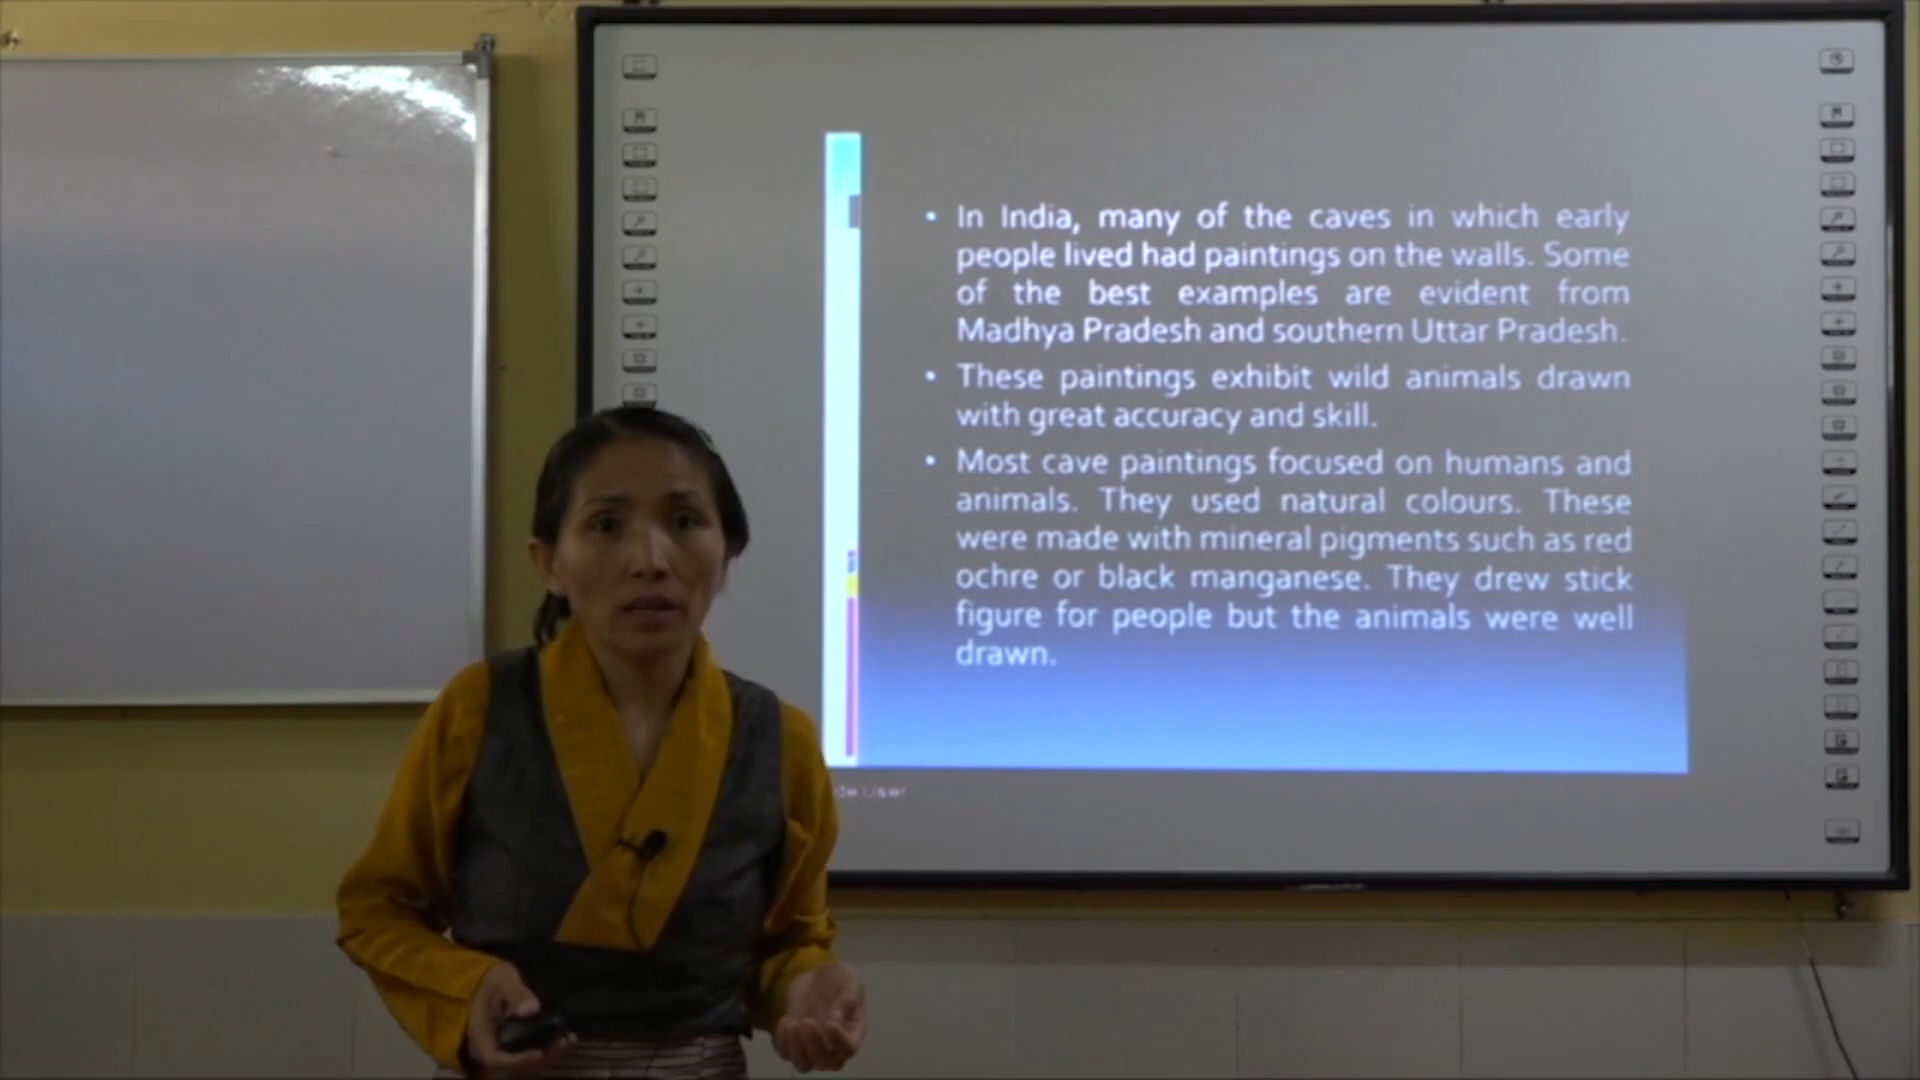 • In India, many of the caves in which early
people lived had paintings on the walls. Some
of the best examples are evident from
Madhya Pradesh and southern Uttar Pradesh.
• These paintings exhibit wild animals drawn
with great accuracy and skill.
• Most cave paintings focused on humans and
animals. They used natural colours. These
were made with mineral pigments such as red
ochre or black manganese. They drew stick
figure for people but the animals were well
drawn.